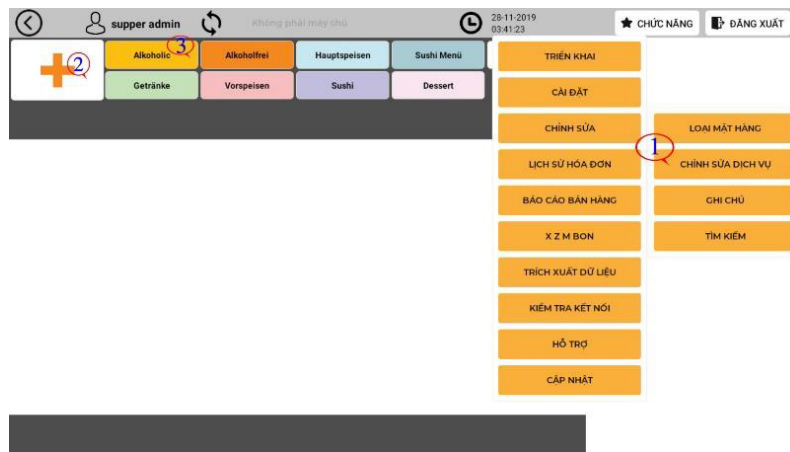 supper admin
Không phải máy chủ
28-11-2019
03:41:23
CHỨC NĂNG
ĐĂNG XUẤT
2
Alkoholic
3
Alkoholfrei
Hauptspeisen
Sushi Menü
Getränke
Vorspeisen
Sushi
Dessert
TRIỂN KHAI
CÀI ĐẶT
CHỈNH SỬA
LỊCH SỬ HÓA ĐƠN
BÁO CÁO BÁN HÀNG
X Z M BON
TRÍCH XUẤT DỮ LIỆU
KIỂM TRA KẾT NỐI
HỖ TRỢ
CẬP NHẬT
1
LOẠI MẶT HÀNG
CHỈNH SỬA DỊCH VỤ
GHI CHÚ
TÌM KIẾM